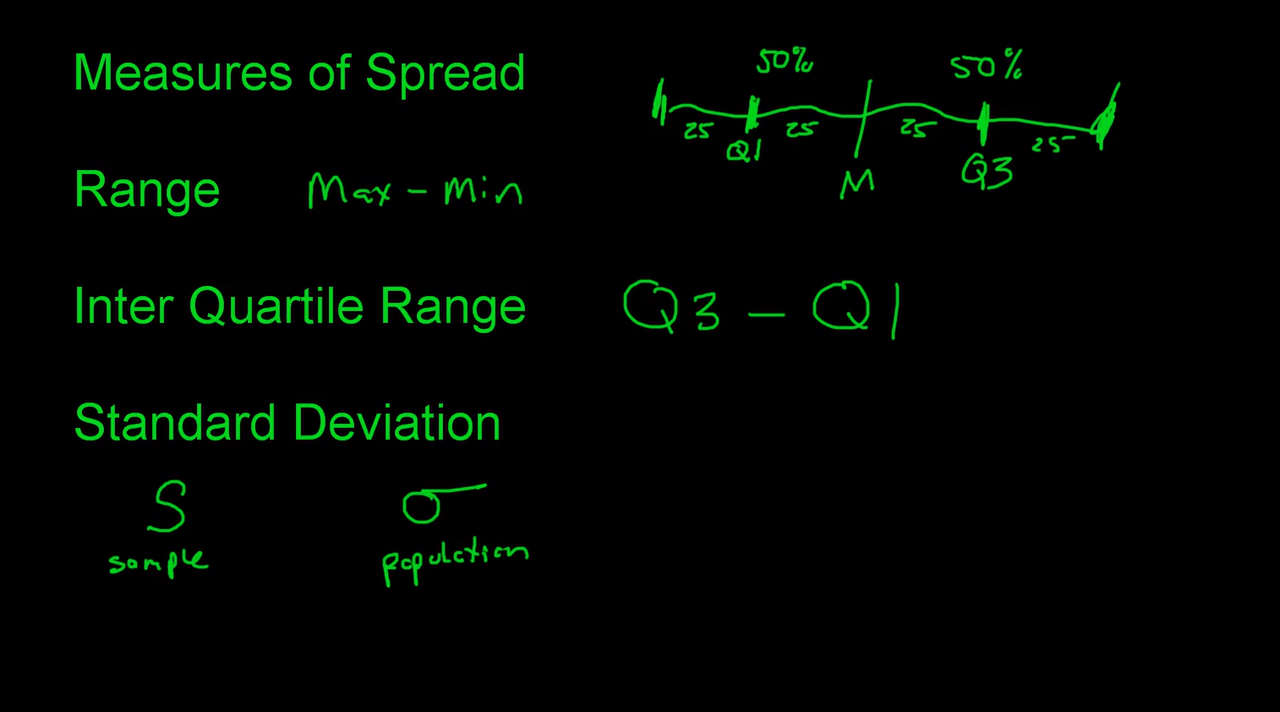 Measures of Spread
50% 50%
25 25 25 25
Q1 M Q3
Range Max - Min
Inter Quartile Range Q3 - Q1
Standard Deviation
S σ
sample population